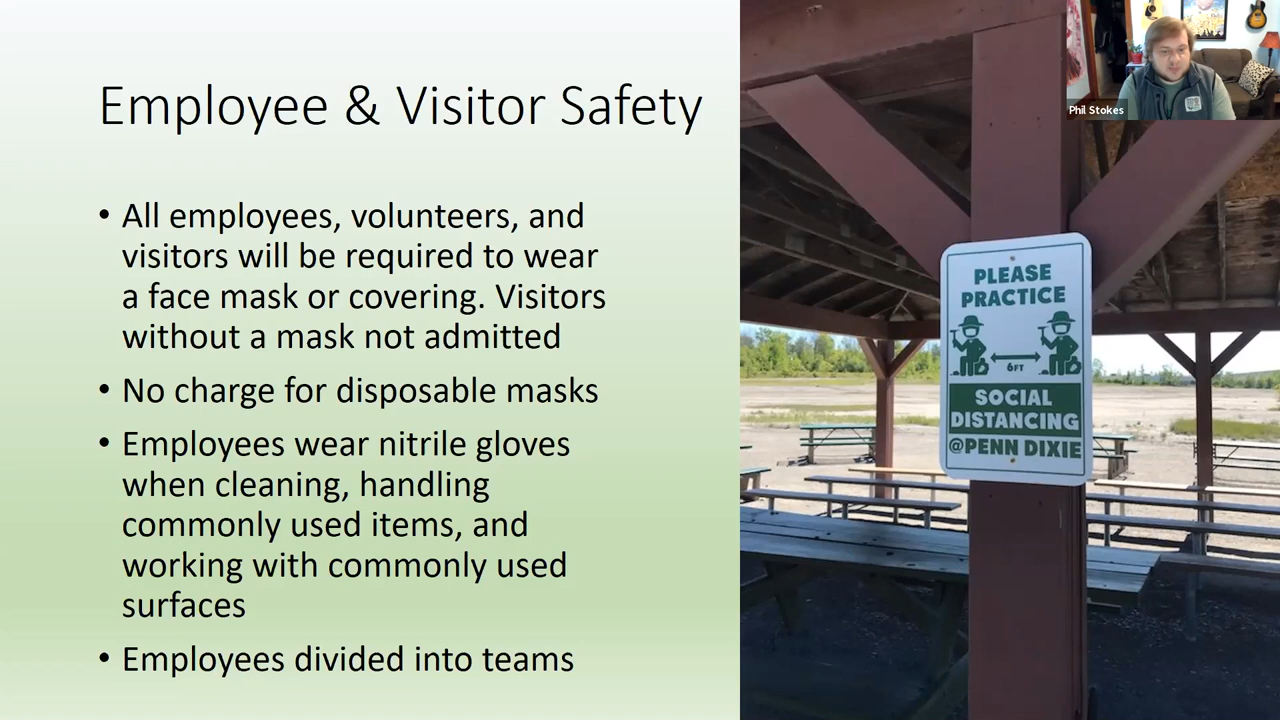 Employee & Visitor Safety
• All employees, volunteers, and
visitors will be required to wear
a face mask or covering. Visitors
without a mask not admitted
• No charge for disposable masks
• Employees wear nitrile gloves
when cleaning, handling
commonly used items, and
working with commonly used
surfaces
• Employees divided into teams
Phil Stokes
PLEASE
PRACTICE
6FT
SOCIAL
DISTANCING
@PENN DIXIE